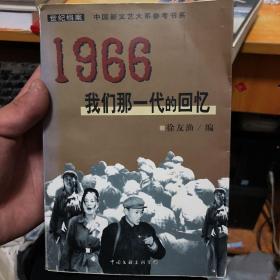 世纪档案 中国新文艺大系参考书系
1966
我们那一代的回忆
徐友渔／编
中国文联出版公司